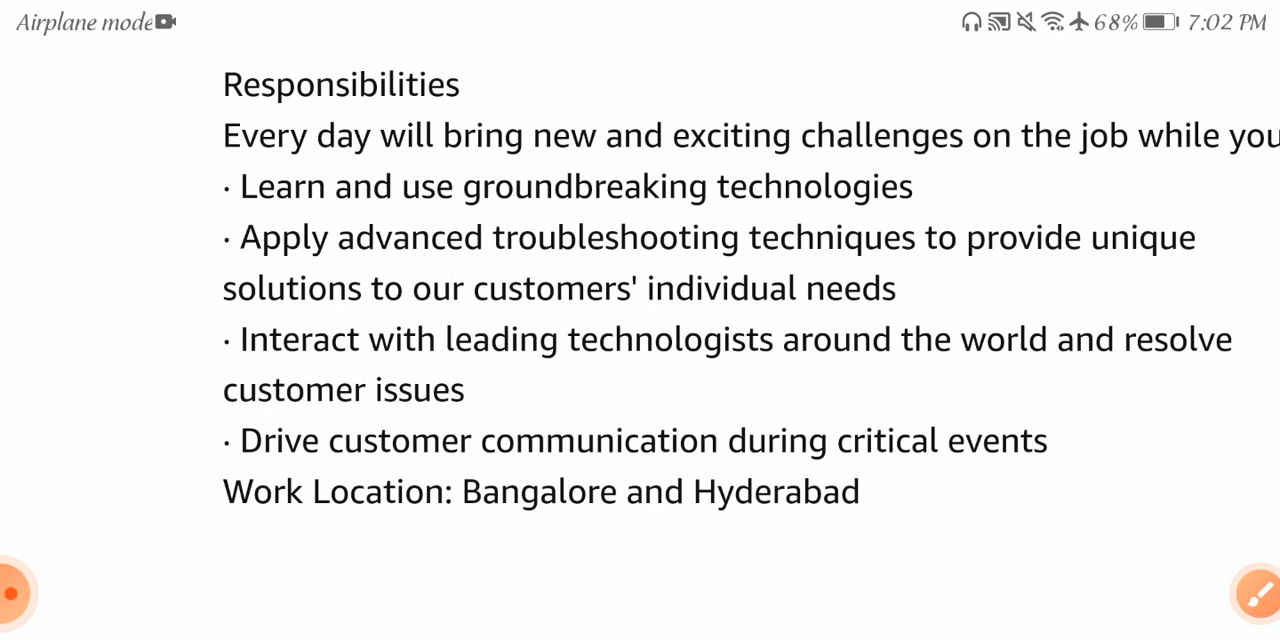 Airplane mode 68% 7:02 PM
Responsibilities
Every day will bring new and exciting challenges on the job while you
· Learn and use groundbreaking technologies
· Apply advanced troubleshooting techniques to provide unique
solutions to our customers' individual needs
· Interact with leading technologists around the world and resolve
customer issues
· Drive customer communication during critical events
Work Location: Bangalore and Hyderabad